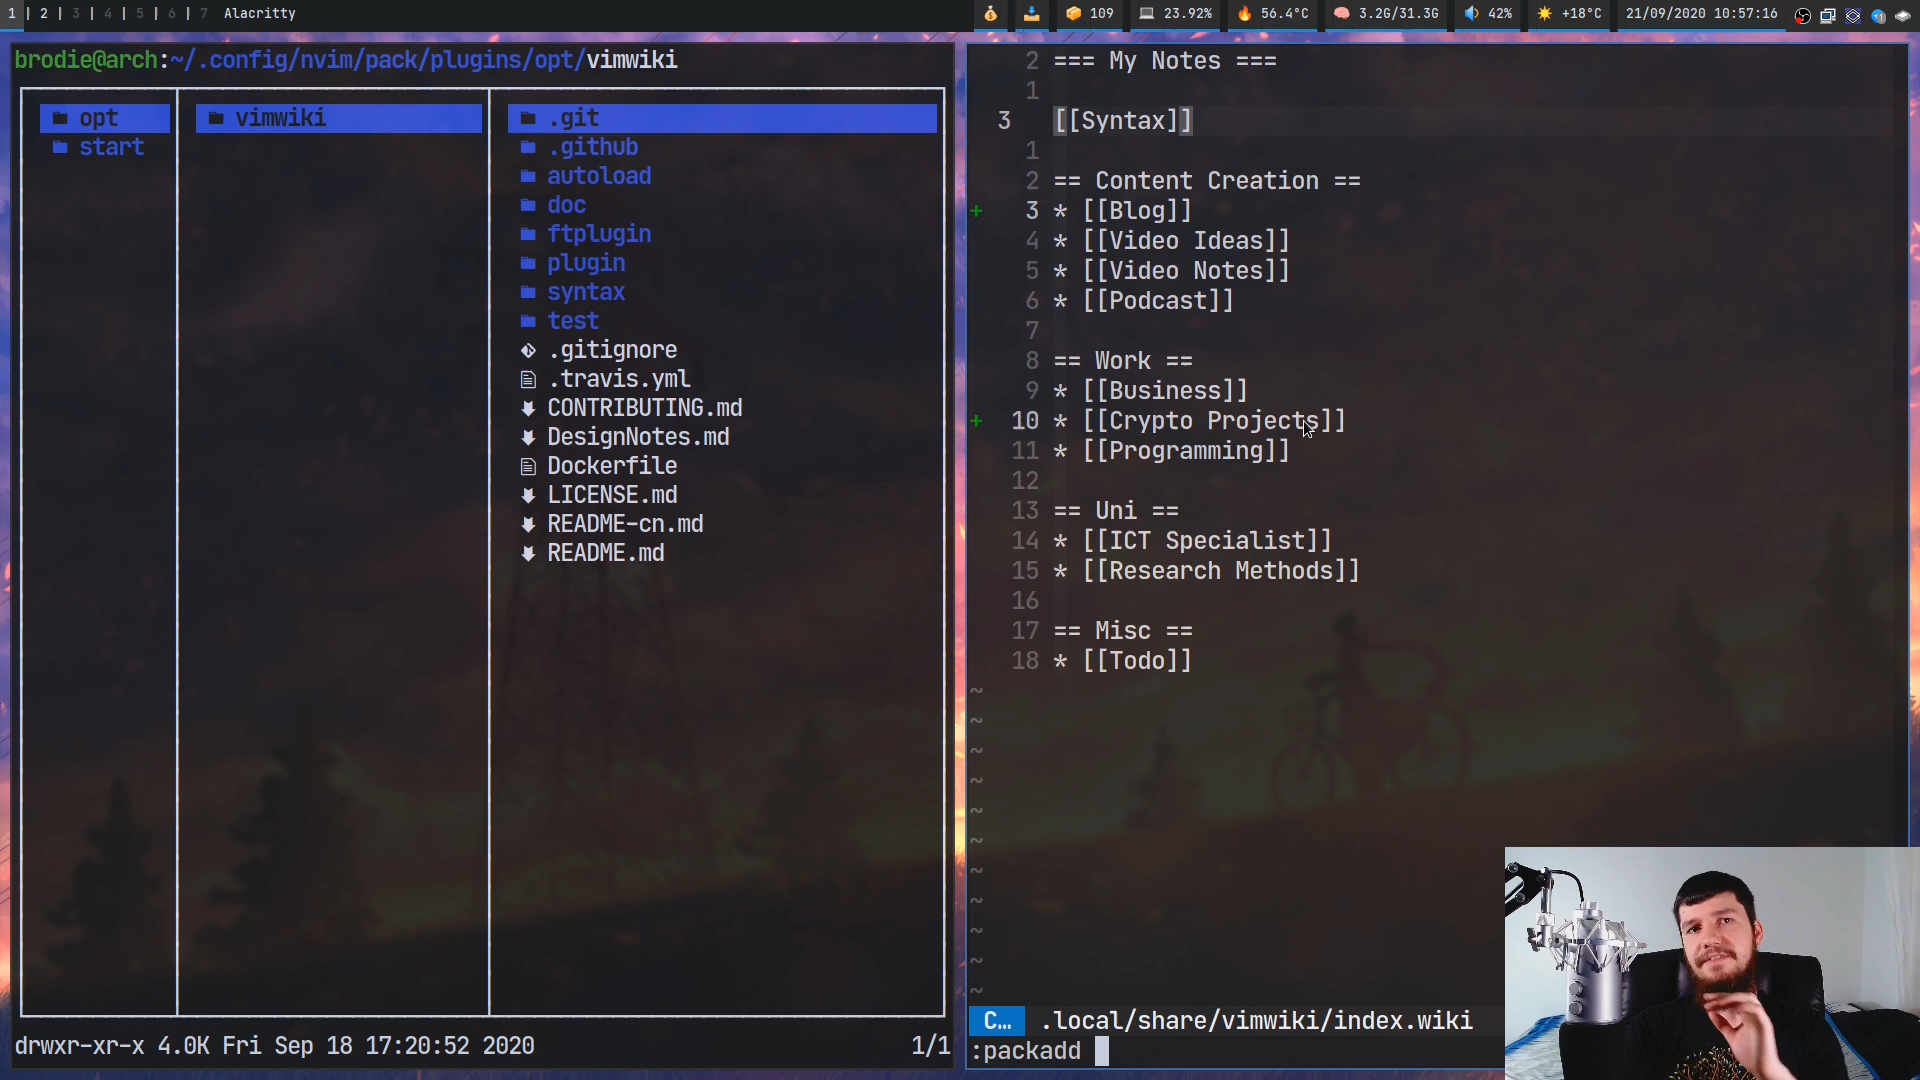 1 | 2 | 3 | 4 | 5 | 6 | 7 Alacritty
109 23.92% 56.4°C 3.2G/31.3G 42% +18°C 21/09/2020 10:57:16
brodie@arch:~/.config/nvim/pack/plugins/opt/vimwiki
opt
start
vimwiki
.git
.github
autoload
doc
ftplugin
plugin
syntax
test
.gitignore
.travis.yml
CONTRIBUTING.md
DesignNotes.md
Dockerfile
LICENSE.md
README-cn.md
README.md
drwxr-xr-x 4.0K Fri Sep 18 17:20:52 2020 1/1
2 === My Notes ===
1
3 [[Syntax]]
1
2 == Content Creation ==
+ 3 * [[Blog]]
4 * [[Video Ideas]]
5 * [[Video Notes]]
6 * [[Podcast]]
7
8 == Work ==
9 * [[Business]]
+ 10 * [[Crypto Projects]]
11 * [[Programming]]
12
13 == Uni ==
14 * [[ICT Specialist]]
15 * [[Research Methods]]
16
17 == Misc ==
18 * [[Todo]]
~
~
~
~
~
~
~
~
~
~
~
C… .local/share/vimwiki/index.wiki
:packadd